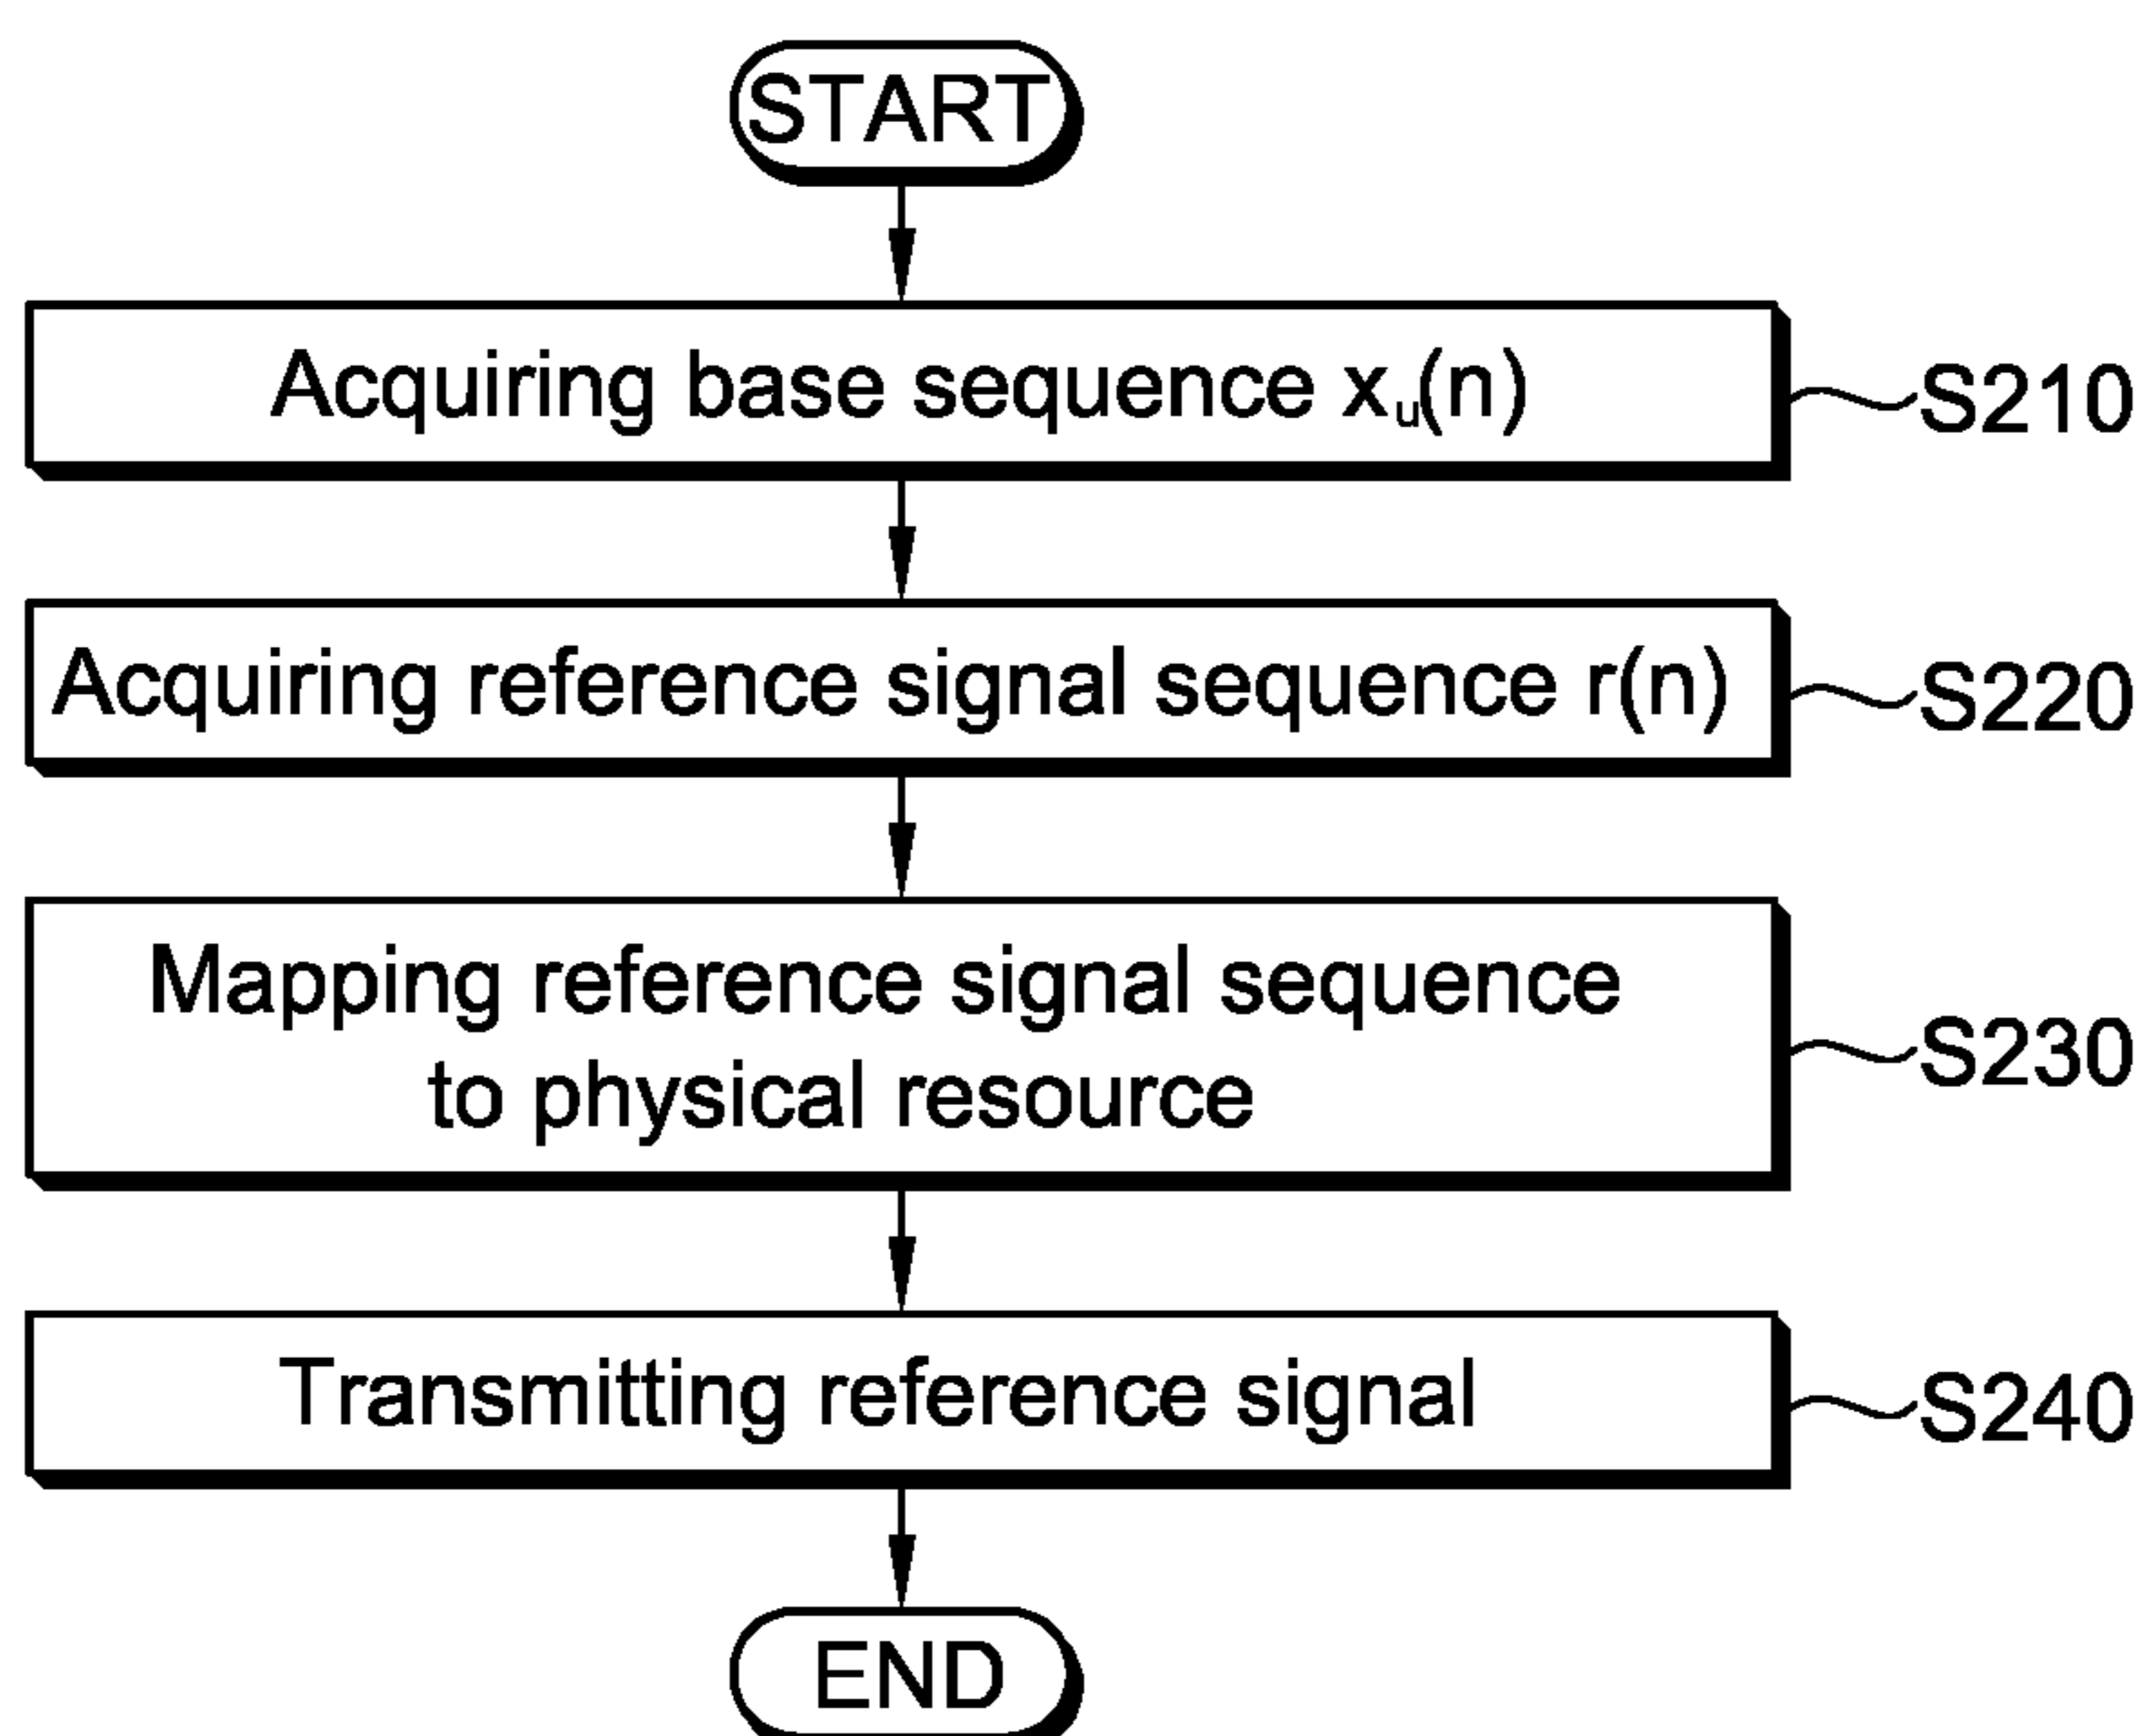 START
Acquiring base sequence xᵤ(n)
S210
Acquiring reference signal sequence r(n)
S220
Mapping reference signal sequence
to physical resource
S230
Transmitting reference signal
S240
END